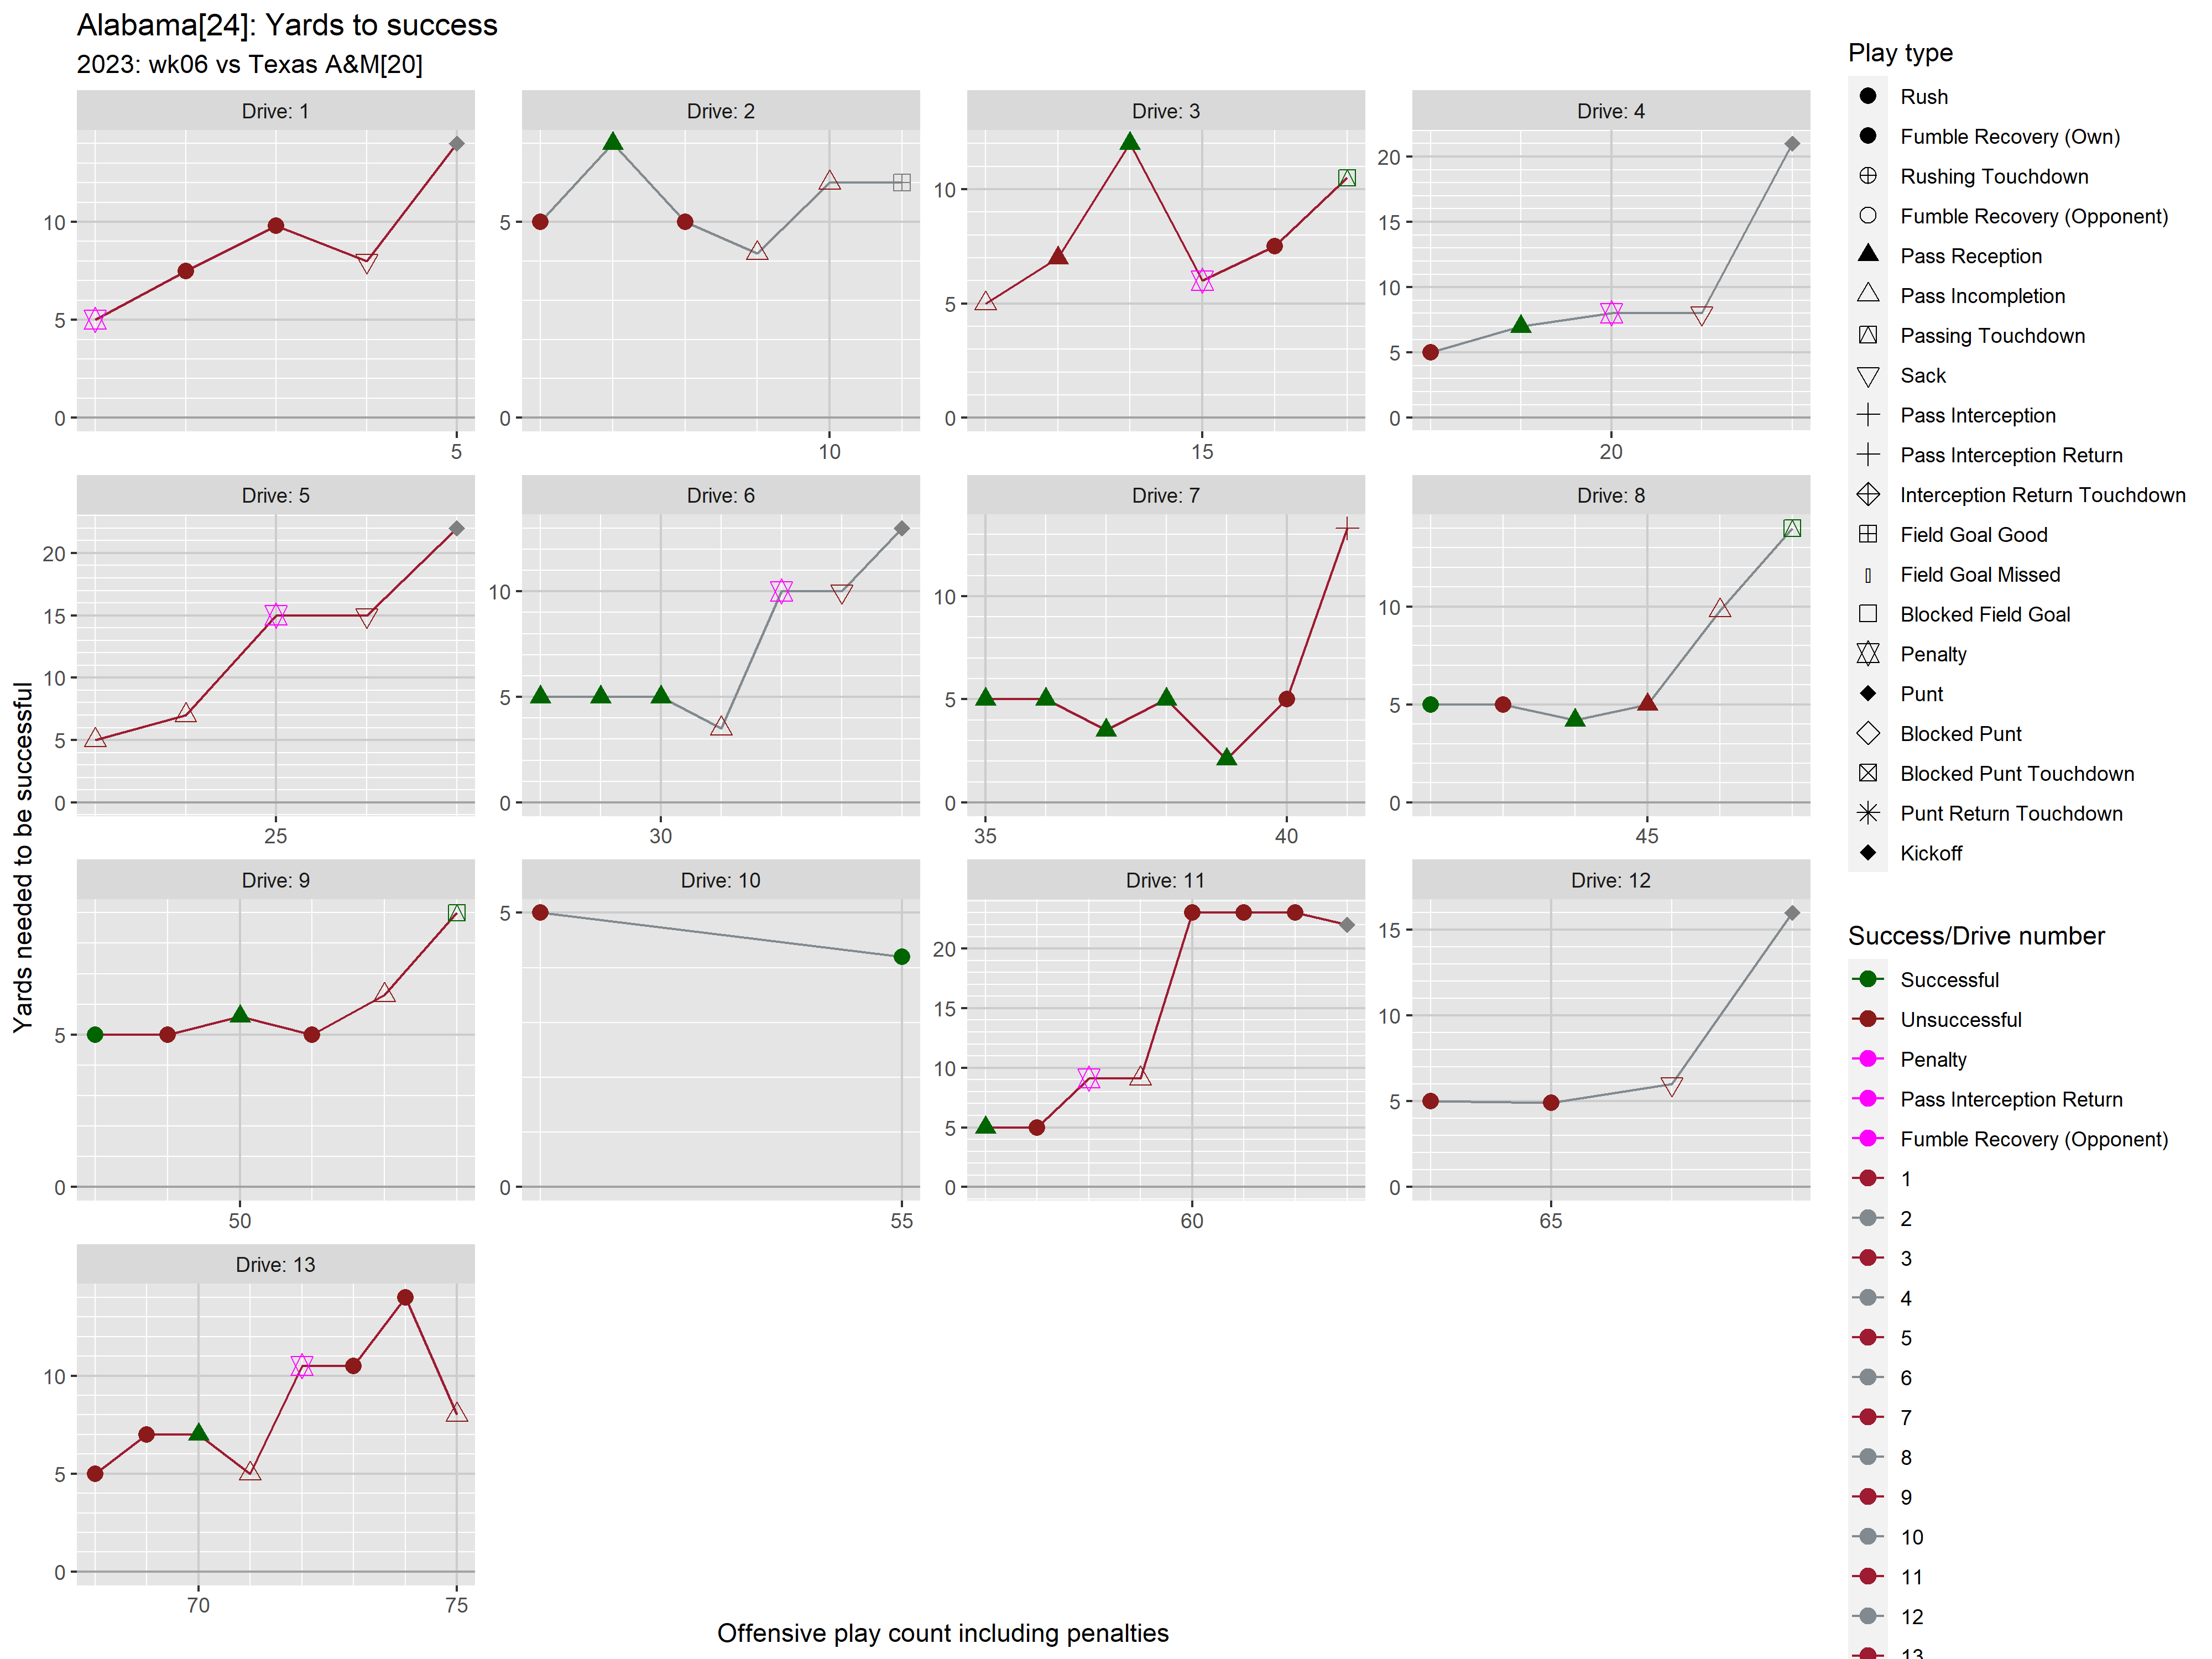 Alabama[24]: Yards to success
2023: wk06 vs Texas A&M[20]
Drive: 1
10
5
0
5
Drive: 2
5
0
10
Drive: 3
10
5
0
15
Drive: 4
20
15
10
5
0
20
Drive: 5
20
15
10
5
0
25
Drive: 6
10
5
0
30
Drive: 7
10
5
0
35 40
Drive: 8
10
5
0
45
Drive: 9
5
0
50
Drive: 10
5
0
55
Drive: 11
20
15
10
5
0
60
Drive: 12
15
10
5
0
65
Drive: 13
10
5
0
70 75
Yards needed to be successful
Offensive play count including penalties
Play type
Rush
Fumble Recovery (Own)
Rushing Touchdown
Fumble Recovery (Opponent)
Pass Reception
Pass Incompletion
Passing Touchdown
Sack
Pass Interception
Pass Interception Return
Interception Return Touchdown
Field Goal Good
Field Goal Missed
Blocked Field Goal
Penalty
Punt
Blocked Punt
Blocked Punt Touchdown
Punt Return Touchdown
Kickoff
Success/Drive number
Successful
Unsuccessful
Penalty
Pass Interception Return
Fumble Recovery (Opponent)
1
2
3
4
5
6
7
8
9
10
11
12
13